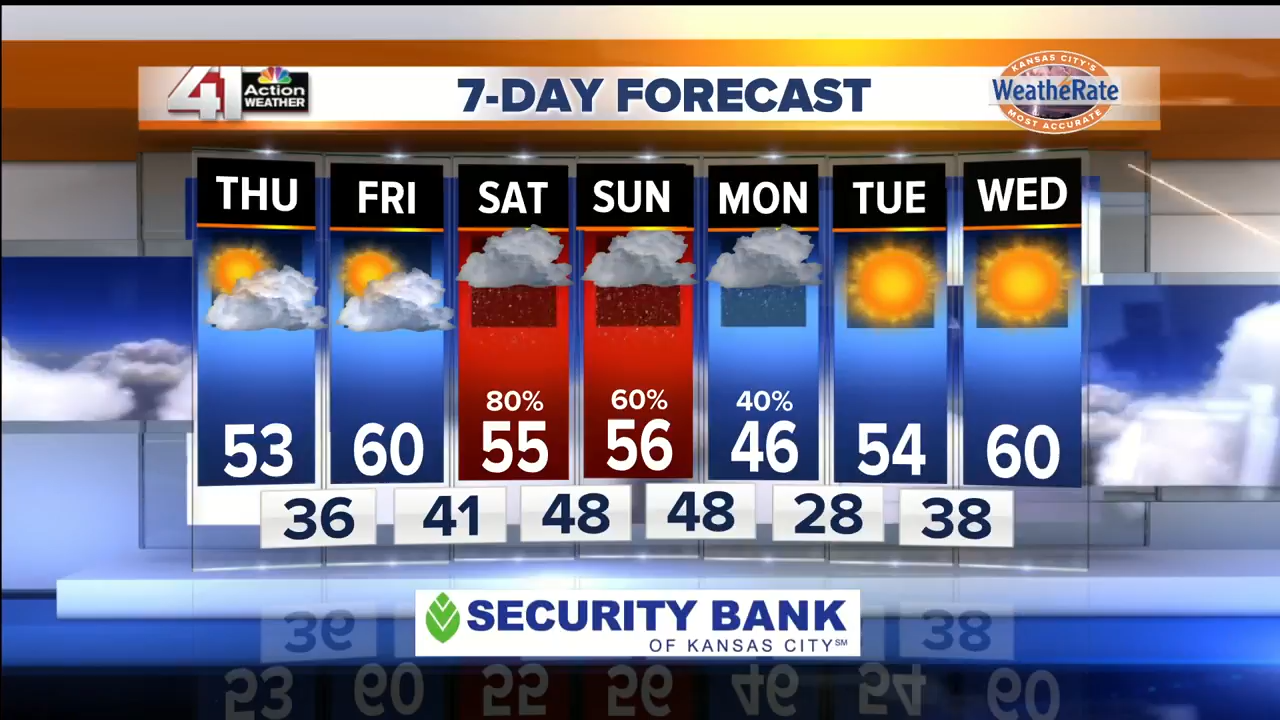 41
Action
WEATHER
7-DAY FORECAST
KANSAS CITY'S
WeatheRate
MOST ACCURATE
THU FRI SAT SUN MON TUE WED
80% 60% 40%
53 60 55 56 46 54 60
36 41 48 48 28 38
SECURITY BANK
OF KANSAS CITY℠